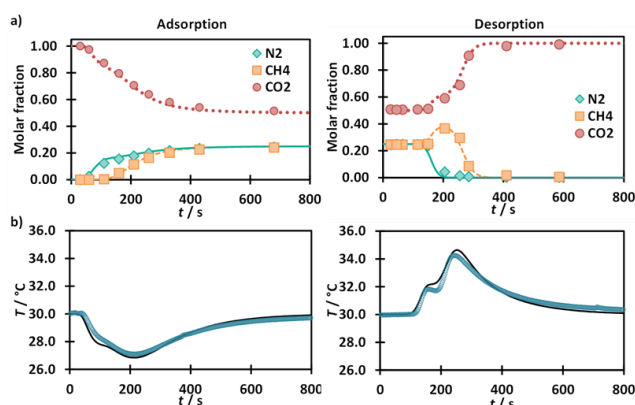 a)
Adsorption
Desorption
Molar fraction
1.00
0.80
0.60
0.40
0.20
0.00
N2
CH4
CO2
0 200 400 600 800
t / s
Molar fraction
1.00
0.80
0.60
0.40
0.20
0.00
N2
CH4
CO2
0 200 400 600 800
t / s
b)
T / °C
36.0
34.0
32.0
30.0
28.0
26.0
0 200 400 600 800
t / s
T / °C
36.0
34.0
32.0
30.0
28.0
26.0
0 200 400 600 800
t / s